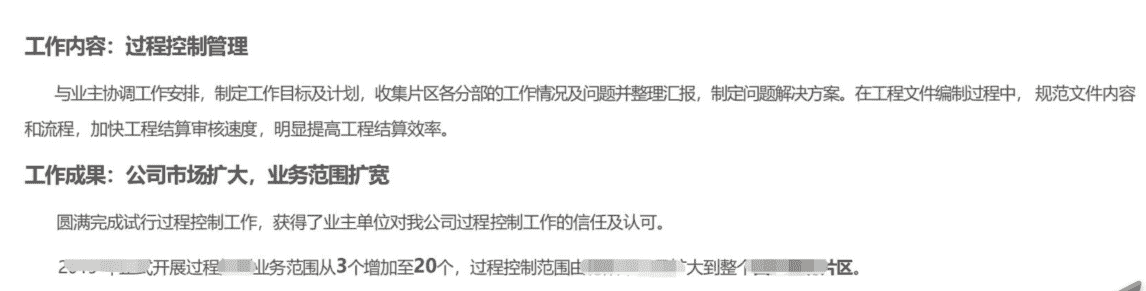 工作内容：过程控制管理
与业主协调工作安排，制定工作目标及计划，收集片区各分部的工作情况及问题并整理汇报，制定问题解决方案。在工程文件编制过程中， 规范文件内容
和流程，加快工程结算审核速度，明显提高工程结算效率。
工作成果：公司市场扩大，业务范围扩宽
圆满完成试行过程控制工作，获得了业主单位对我公司过程控制工作的信任及认可。
开展过程业务范围从3个增加至20个，过程控制范围由扩大到整个片区。